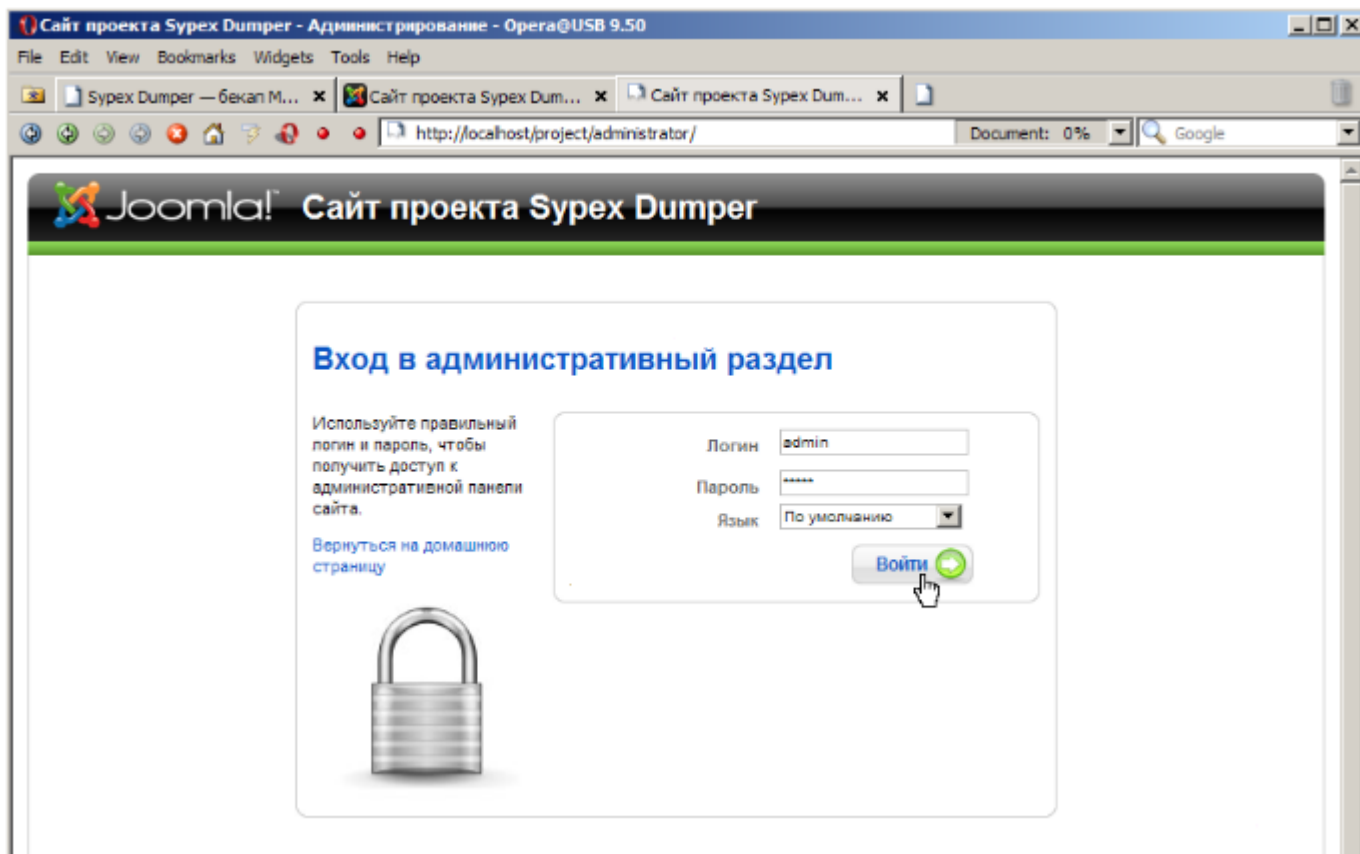 Сайт проекта Sypex Dumper - Администрирование - Opera@USB 9.50
File Edit View Bookmarks Widgets Tools Help
Sypex Dumper — бекап M... Сайт проекта Sypex Dum... Сайт проекта Sypex Dum...
http://localhost/project/administrator/ Document: 0% Google
Joomla!™ Сайт проекта Sypex Dumper
Вход в административный раздел
Используйте правильный
логин и пароль, чтобы
получить доступ к
административной панели
сайта.
Вернуться на домашнюю
страницу
Логин admin
Пароль *****
Язык По умолчанию
Войти